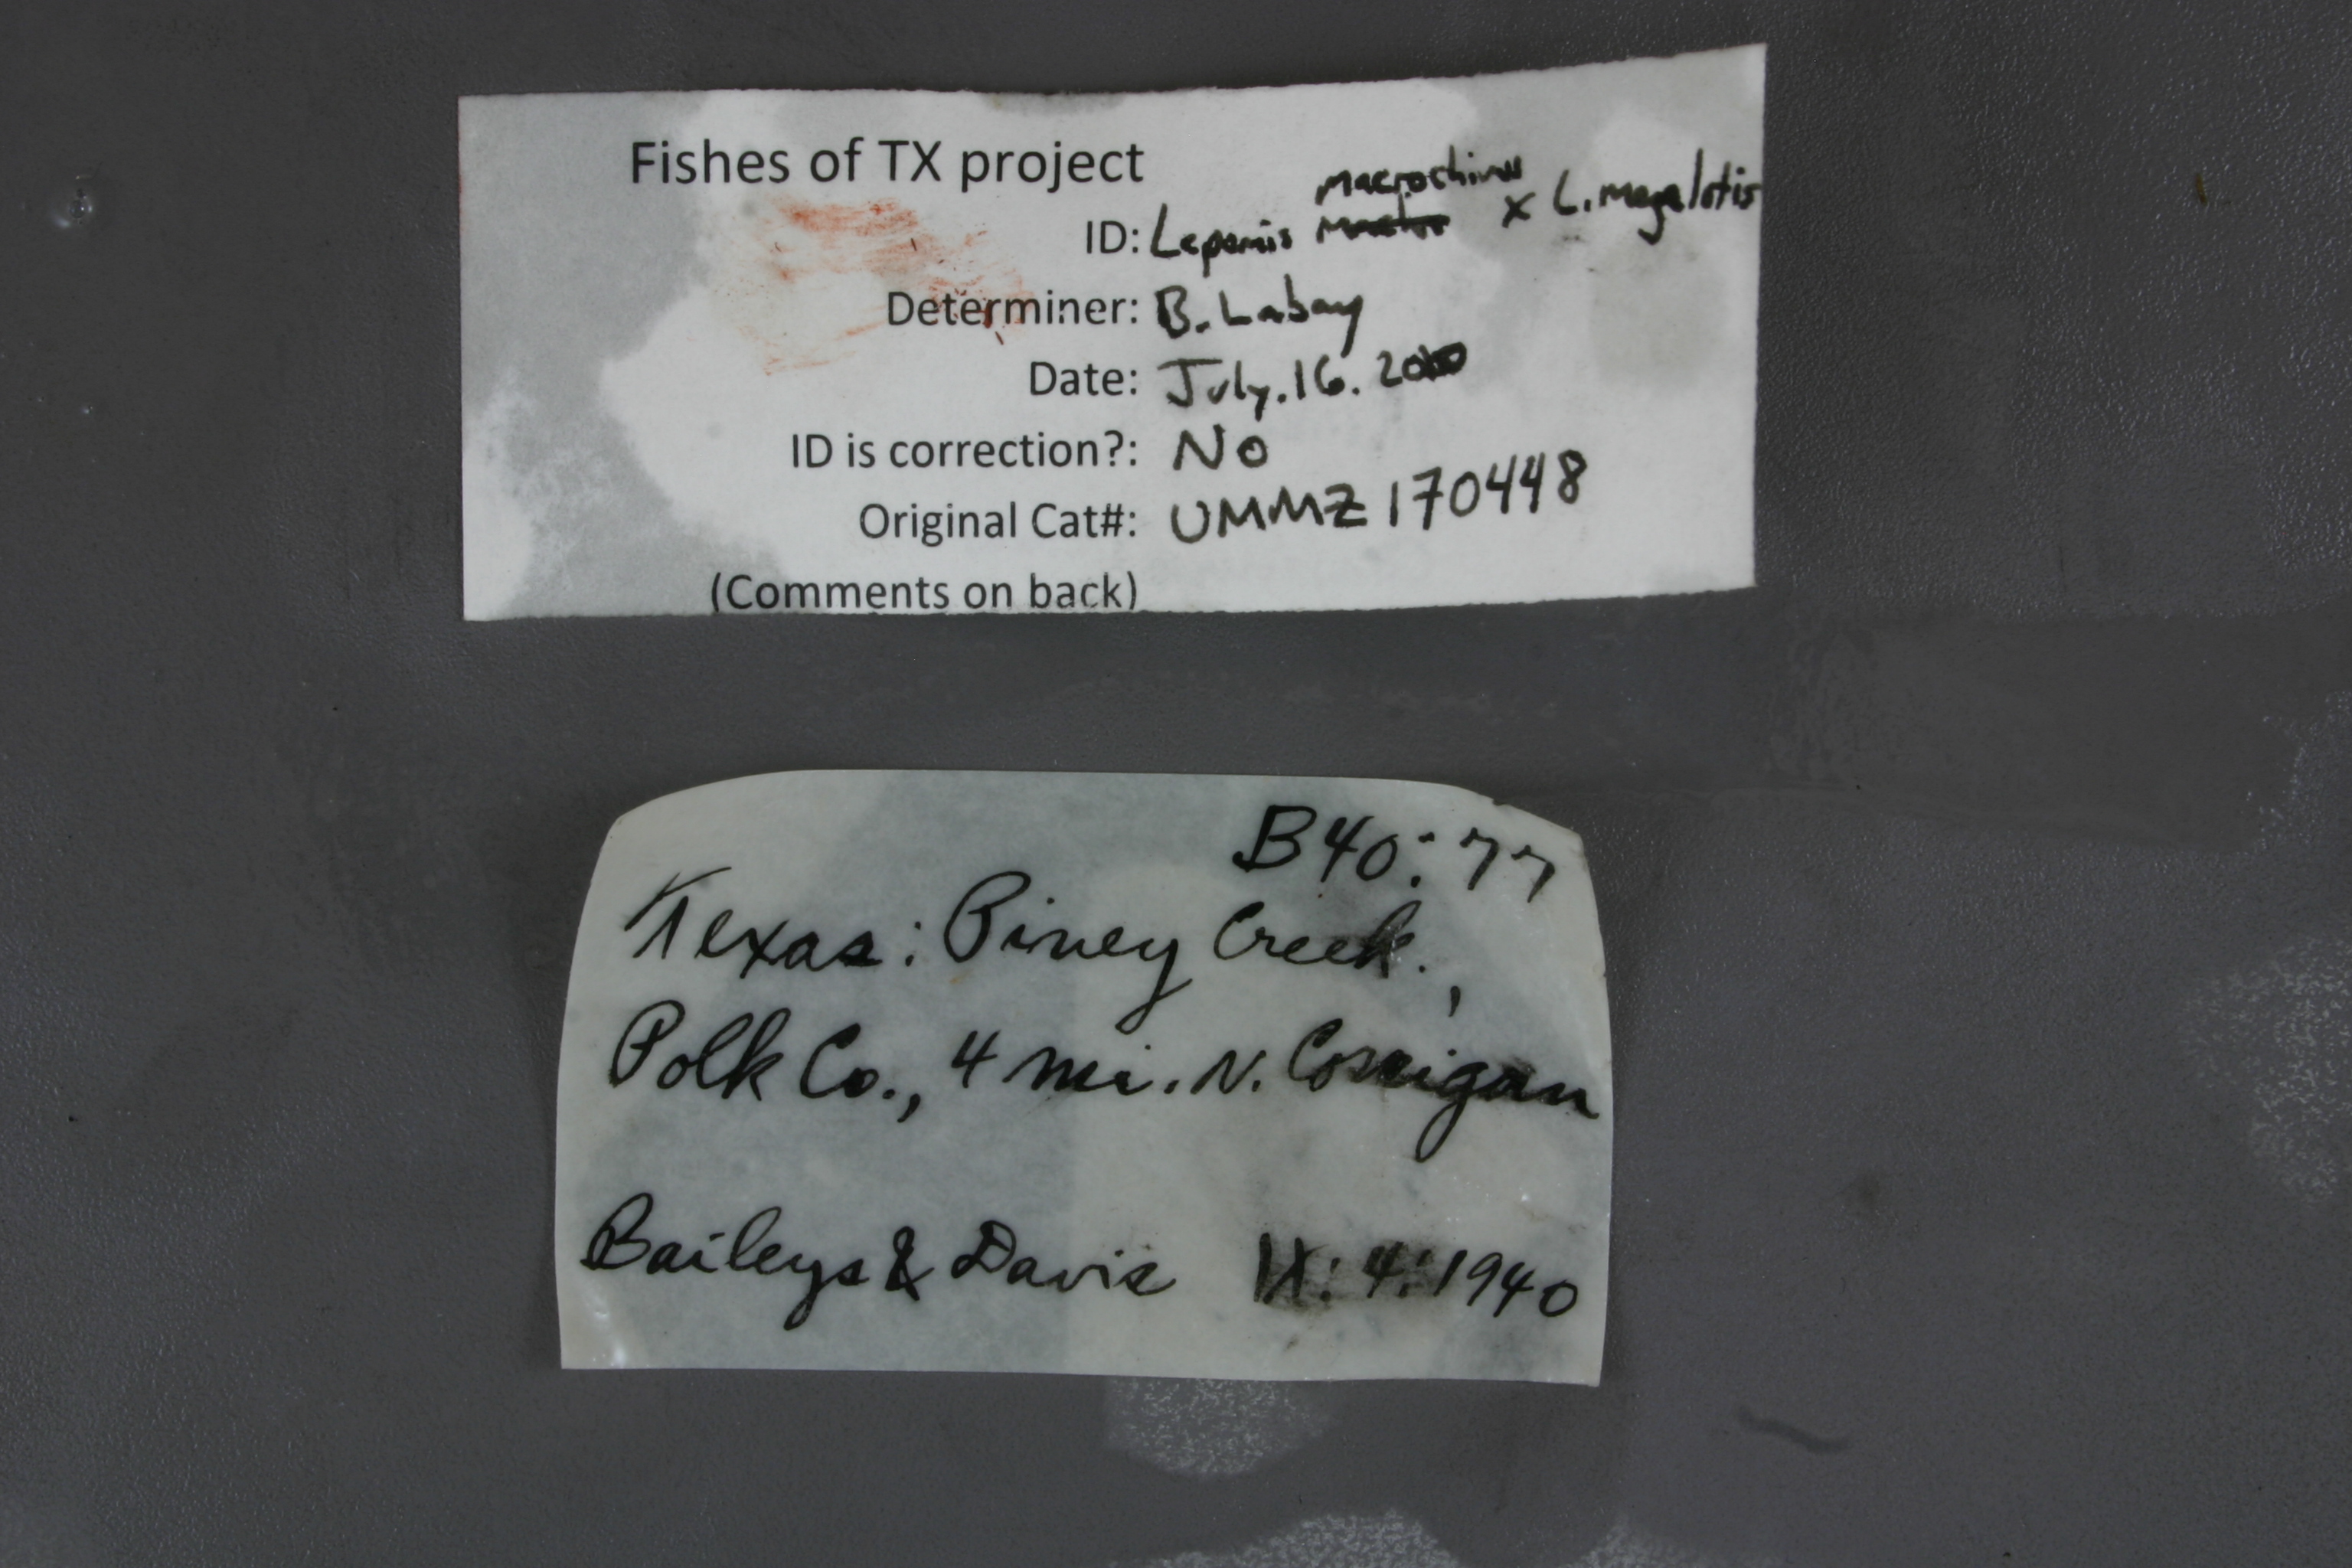 Fishes of TX project
macrochirus
ID: Lepomis x L. megalotis
Determiner: B. Labay
Date: July. 16.
ID is correction?: No
Original Cat#: UMMZ 170448
(Comments on back)
B40:77
Texas: Piney Creek,
Polk Co., 4 mi. N. Corrigan
Baileys & Davis IX:4:1940